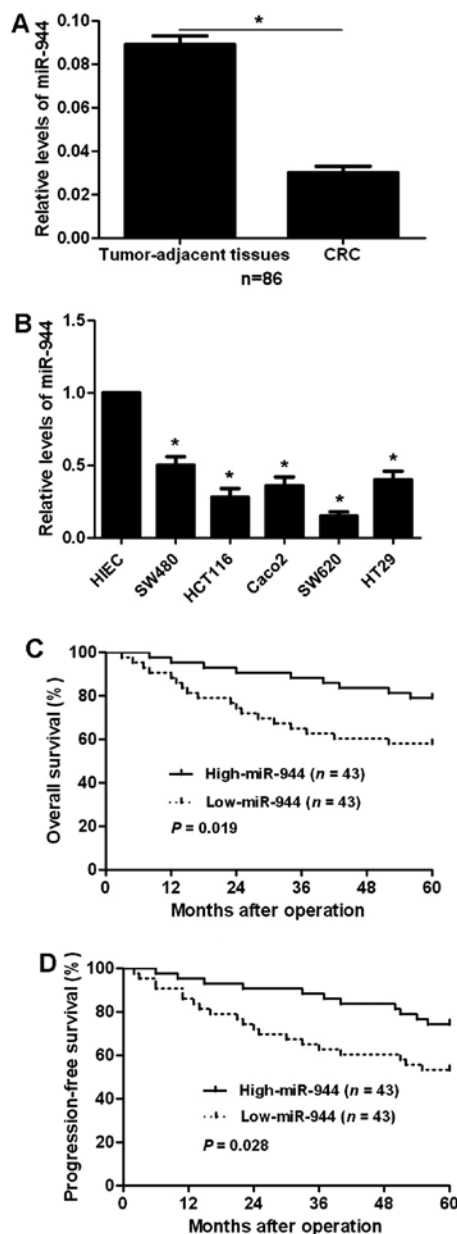 A
Relative levels of miR-944
0.10
0.08
0.06
0.04
0.02
0.00
*
Tumor-adjacent tissues CRC
n=86
B
Relative levels of miR-944
1.5
1.0
0.5
0.0
* * * * *
HIEC SW480 HCT116 Caco2 SW620 HT29
C
Overall survival (%)
100
80
60
40
20
0
High-miR-944 (n = 43)
Low-miR-944 (n = 43)
P = 0.019
0 12 24 36 48 60
Months after operation
D
Progression-free survival (%)
100
80
60
40
20
0
High-miR-944 (n = 43)
Low-miR-944 (n = 43)
P = 0.028
0 12 24 36 48 60
Months after operation